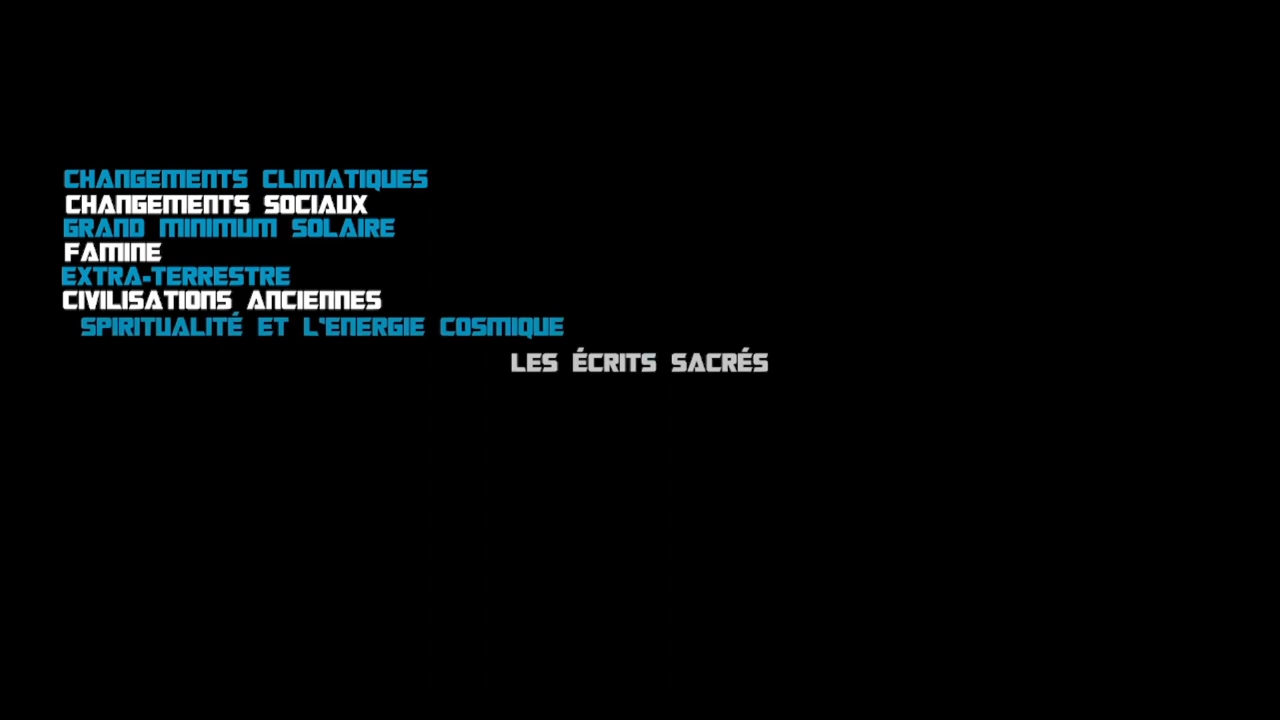 CHANGEMENTS CLIMATIQUES
CHANGEMENTS SOCIAUX
GRAND MINIMUM SOLAIRE
FAMINE
EXTRA-TERRESTRE
CIVILISATIONS ANCIENNES
SPIRITUALITÉ ET L'ENERGIE COSMIQUE
LES ÉCRITS SACRÉS